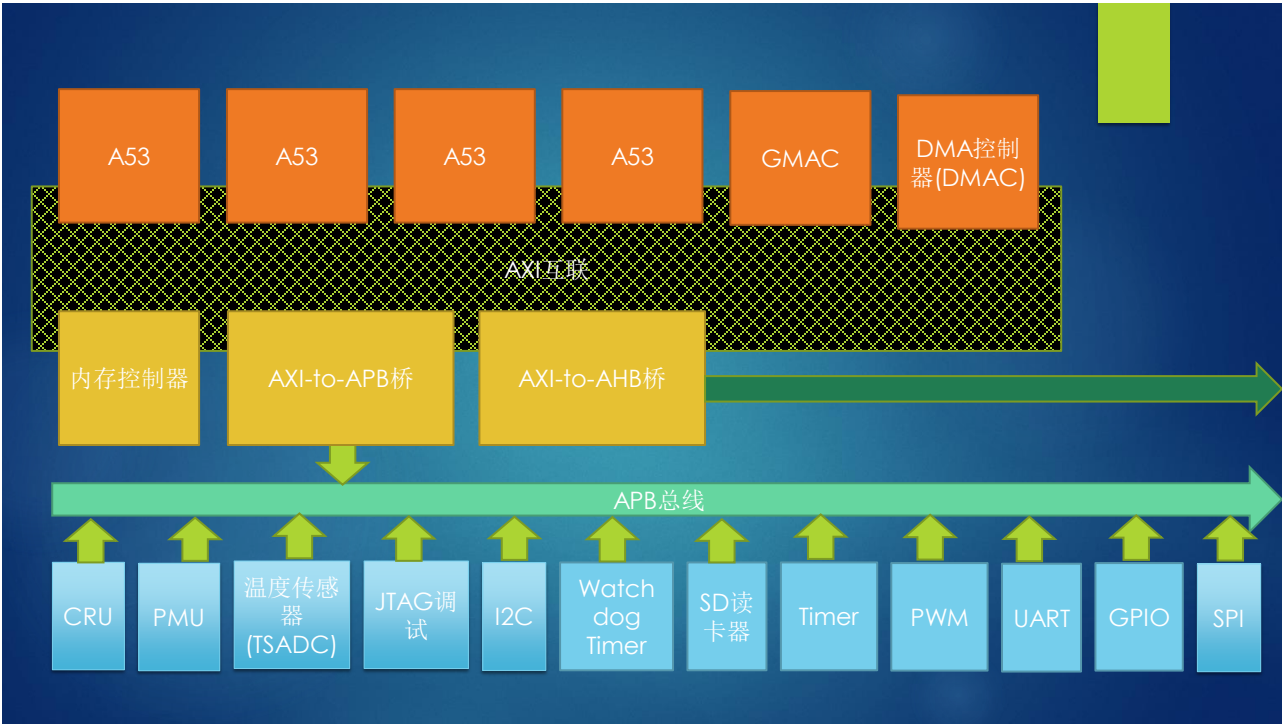 A53
A53
A53
A53
GMAC
DMA控制
器(DMAC)
AXI互联
内存控制器
AXI-to-APB桥
AXI-to-AHB桥
APB总线
CRU
PMU
温度传感
器
(TSADC)
JTAG调
试
I2C
Watch
dog
Timer
SD读
卡器
Timer
PWM
UART
GPIO
SPI